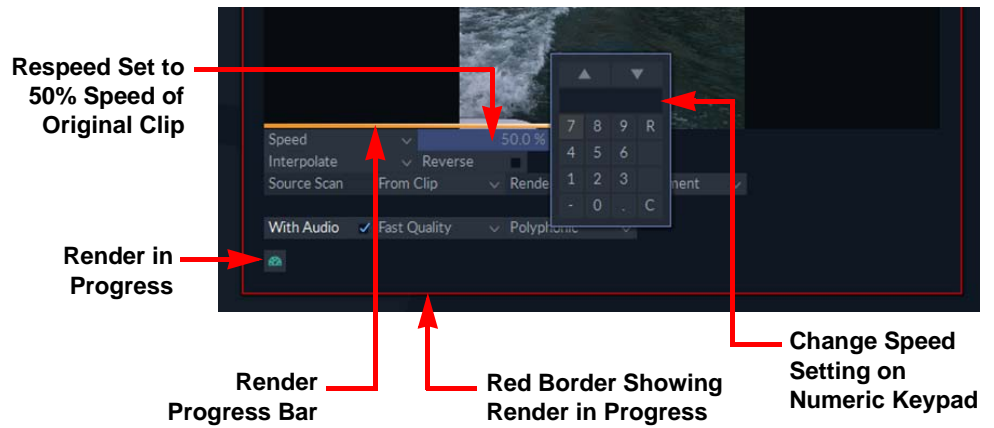 Respeed Set to
50% Speed of
Original Clip
Speed 50.0 %
Interpolate Reverse
Source Scan From Clip Rende ment
With Audio Fast Quality Polyphonic
7 8 9 R
4 5 6
1 2 3
- 0 . C
Render in
Progress
Render
Progress Bar
Red Border Showing
Render in Progress
Change Speed
Setting on
Numeric Keypad